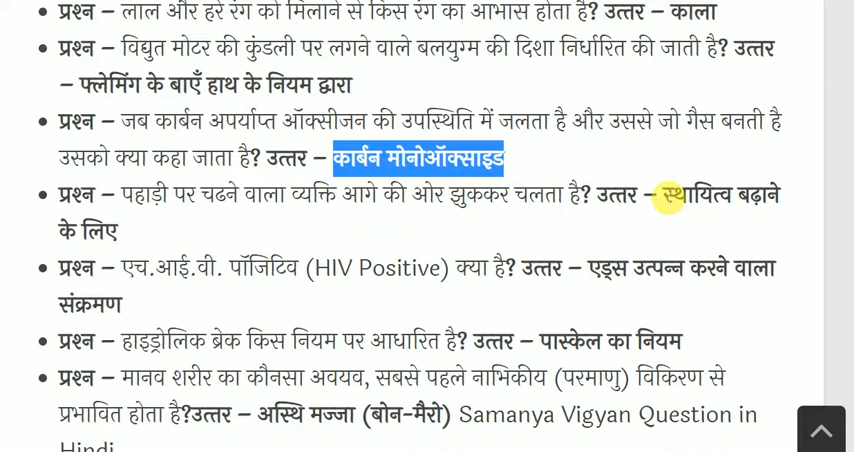 प्रश्न – लाल और हरे रंग को मिलाने से किस रंग का आभास होता है? उत्तर – काला
प्रश्न – विद्युत मोटर की कुंडली पर लगने वाले बलयुग्म की दिशा निर्धारित की जाती है? उत्तर
– फ्लेमिंग के बाएँ हाथ के नियम द्वारा
प्रश्न – जब कार्बन अपर्याप्त ऑक्सीजन की उपस्थिति में जलता है और उससे जो गैस बनती है
उसको क्या कहा जाता है? उत्तर – कार्बन मोनोऑक्साइड
प्रश्न – पहाड़ी पर चढने वाला व्यक्ति आगे की ओर झुककर चलता है? उत्तर – स्थायित्व बढ़ाने
के लिए
प्रश्न – एच.आई.वी. पॉजिटिव (HIV Positive) क्या है? उत्तर – एड्स उत्पन्न करने वाला
संक्रमण
प्रश्न – हाइड्रोलिक ब्रेक किस नियम पर आधारित है? उत्तर – पास्केल का नियम
प्रश्न – मानव शरीर का कौनसा अवयव, सबसे पहले नाभिकीय (परमाणु) विकिरण से
प्रभावित होता है?उत्तर – अस्थि मज्जा (बोन-मैरो) Samanya Vigyan Question in
Hindi